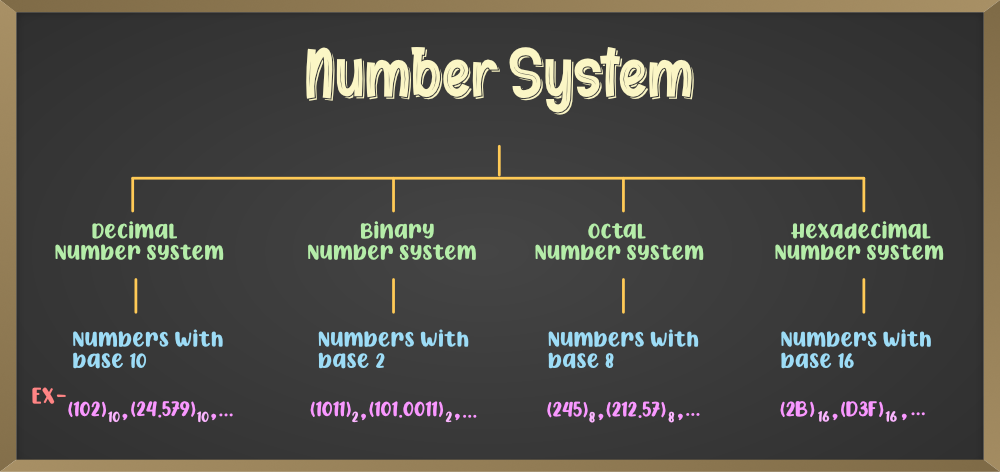 Number System
Decimal
Number System
Binary
Number System
Octal
Number System
Hexadecimal
Number System
Numbers with
base 10
Numbers with
base 2
Numbers with
base 8
Numbers with
base 16
EX-
(102)₁₀,(24.579)₁₀,...
(1011)₂,(101.0011)₂,...
(245)₈,(212.57)₈,...
(2B)₁₆,(D3F)₁₆,...